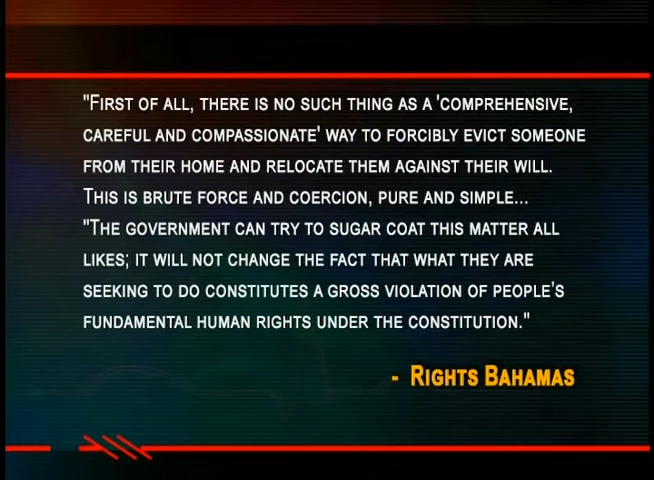 "FIRST OF ALL, THERE IS NO SUCH THING AS A 'COMPREHENSIVE,
CAREFUL AND COMPASSIONATE' WAY TO FORCIBLY EVICT SOMEONE
FROM THEIR HOME AND RELOCATE THEM AGAINST THEIR WILL.
THIS IS BRUTE FORCE AND COERCION, PURE AND SIMPLE...
"THE GOVERNMENT CAN TRY TO SUGAR COAT THIS MATTER ALL
LIKES; IT WILL NOT CHANGE THE FACT THAT WHAT THEY ARE
SEEKING TO DO CONSTITUTES A GROSS VIOLATION OF PEOPLE'S
FUNDAMENTAL HUMAN RIGHTS UNDER THE CONSTITUTION."
- RIGHTS BAHAMAS